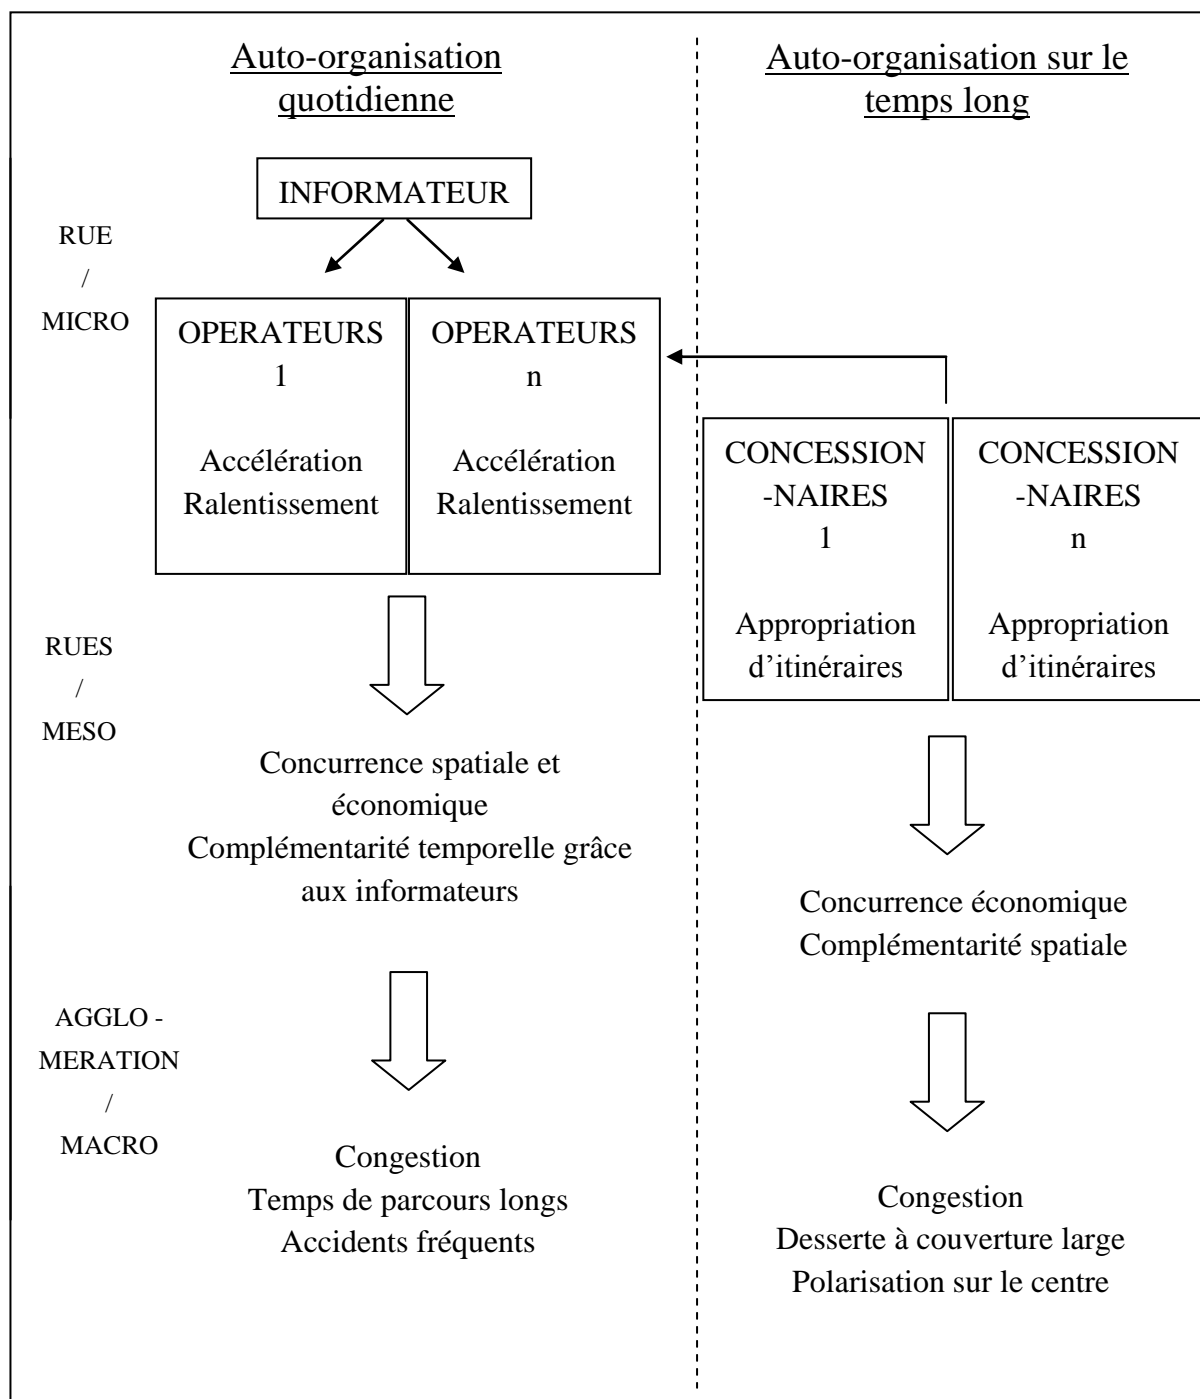 Auto-organisation
quotidienne
Auto-organisation sur le
temps long
INFORMATEUR
RUE
/
MICRO
OPERATEURS
1
Accélération
Ralentissement
OPERATEURS
n
Accélération
Ralentissement
CONCESSION
-NAIRES
1
Appropriation
d’itinéraires
CONCESSION
-NAIRES
n
Appropriation
d’itinéraires
RUES
/
MESO
Concurrence spatiale et
économique
Complémentarité temporelle grâce
aux informateurs
Concurrence économique
Complémentarité spatiale
AGGLO -
MERATION
/
MACRO
Congestion
Temps de parcours longs
Accidents fréquents
Congestion
Desserte à couverture large
Polarisation sur le centre